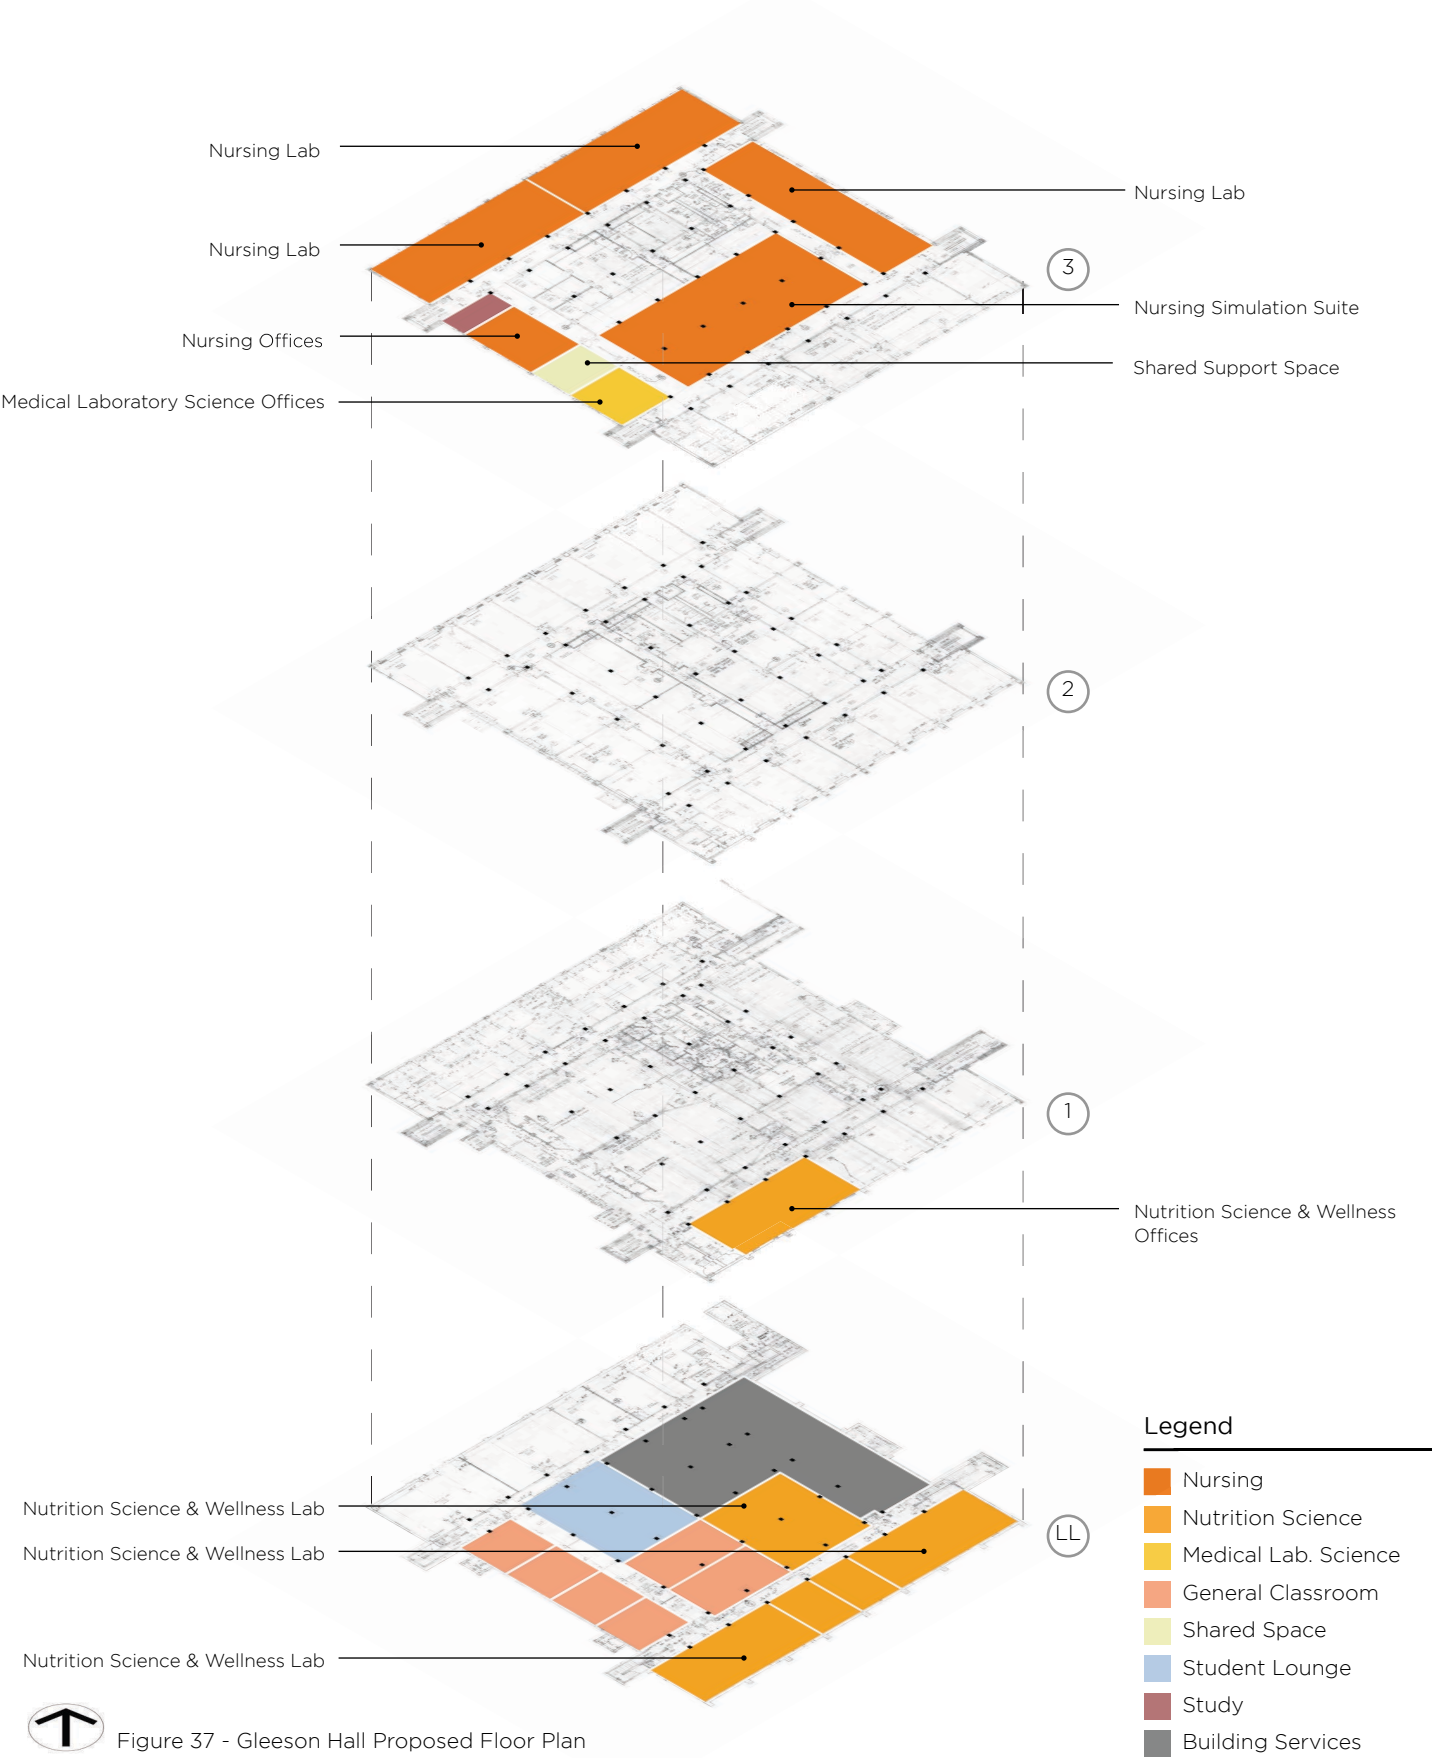 Nursing Lab
Nursing Lab
Nursing Lab
3
Nursing Simulation Suite
Nursing Offices
Shared Support Space
Medical Laboratory Science Offices
2
1
Nutrition Science & Wellness
Offices
Legend
Nursing
Nutrition Science
Medical Lab. Science
General Classroom
Shared Space
Student Lounge
Study
Building Services
Nutrition Science & Wellness Lab
LL
Nutrition Science & Wellness Lab
Nutrition Science & Wellness Lab
Figure 37 - Gleeson Hall Proposed Floor Plan